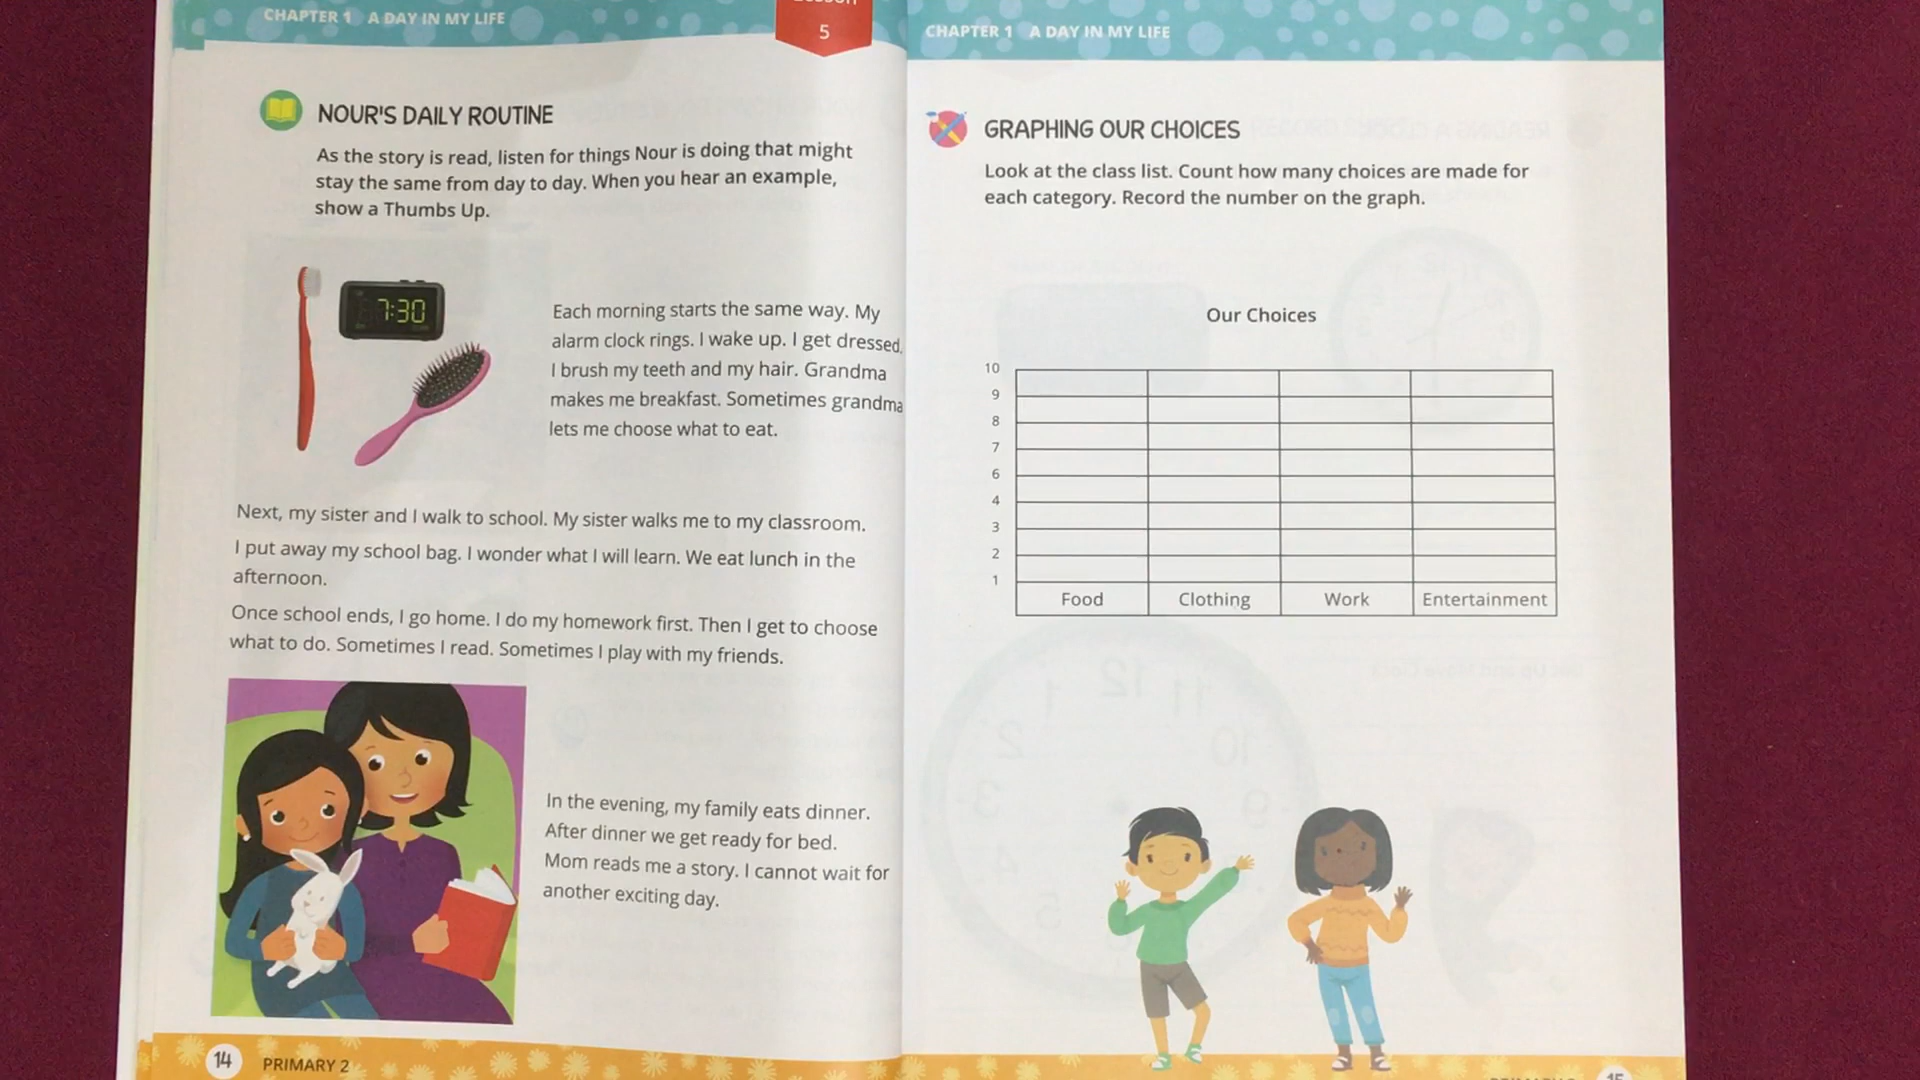 CHAPTER 1 A DAY IN MY LIFE
5
NOUR'S DAILY ROUTINE
As the story is read, listen for things Nour is doing that might
stay the same from day to day. When you hear an example,
show a Thumbs Up.
7:30
Each morning starts the same way. My
alarm clock rings. I wake up. I get dressed.
I brush my teeth and my hair. Grandma
makes me breakfast. Sometimes grandma
lets me choose what to eat.
Next, my sister and I walk to school. My sister walks me to my classroom.
I put away my school bag. I wonder what I will learn. We eat lunch in the
afternoon.
Once school ends, I go home. I do my homework first. Then I get to choose
what to do. Sometimes I read. Sometimes I play with my friends.
In the evening, my family eats dinner.
After dinner we get ready for bed.
Mom reads me a story. I cannot wait for
another exciting day.
14 PRIMARY 2
CHAPTER 1 A DAY IN MY LIFE
GRAPHING OUR CHOICES
Look at the class list. Count how many choices are made for
each category. Record the number on the graph.
Our Choices
10
9
8
7
6
4
3
2
1
Food Clothing Work Entertainment